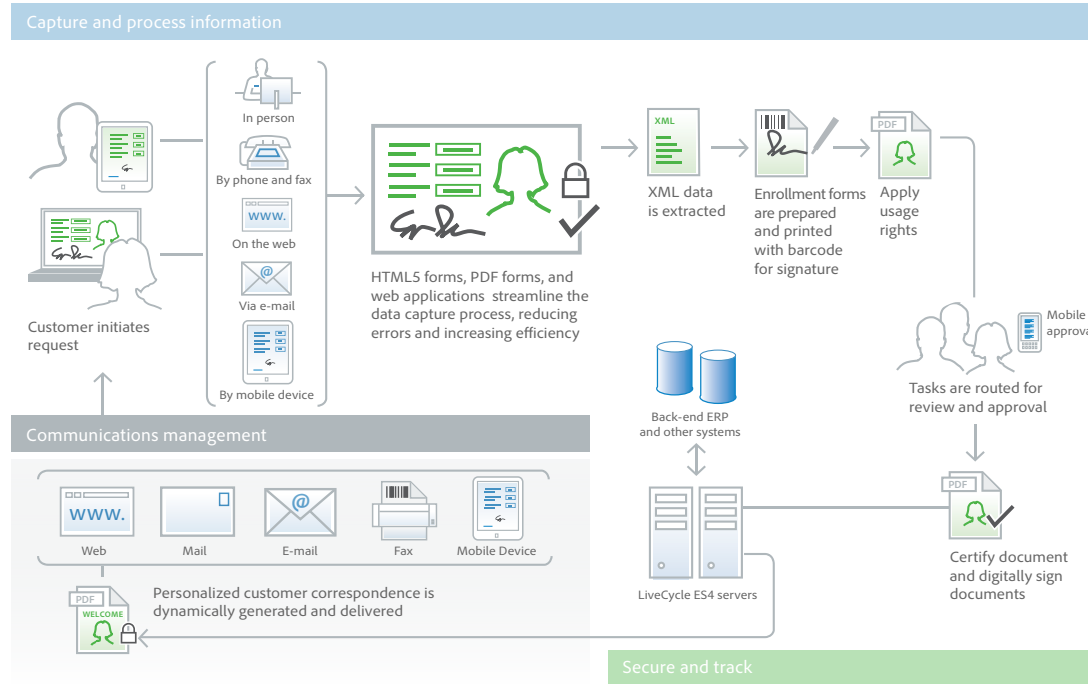 Capture and process information
In person
By phone and fax
www.
On the web
@
Via e-mail
By mobile device
Customer initiates
request
HTML5 forms, PDF forms, and
web applications streamline the
data capture process, reducing
errors and increasing efficiency
XML
XML data
is extracted
Enrollment forms
are prepared
and printed
with barcode
for signature
PDF
Apply
usage
rights
Mobile
Tasks are routed for
review and approval
Back-end ERP
and other systems
LiveCycle ES4 servers
PDF
Certify document
and digitally sign
documents
Communications management
www.
Web
Mail
@
E-mail
Fax
Mobile Device
PDF
WELCOME
Personalized customer correspondence is
dynamically generated and delivered
Secure and track